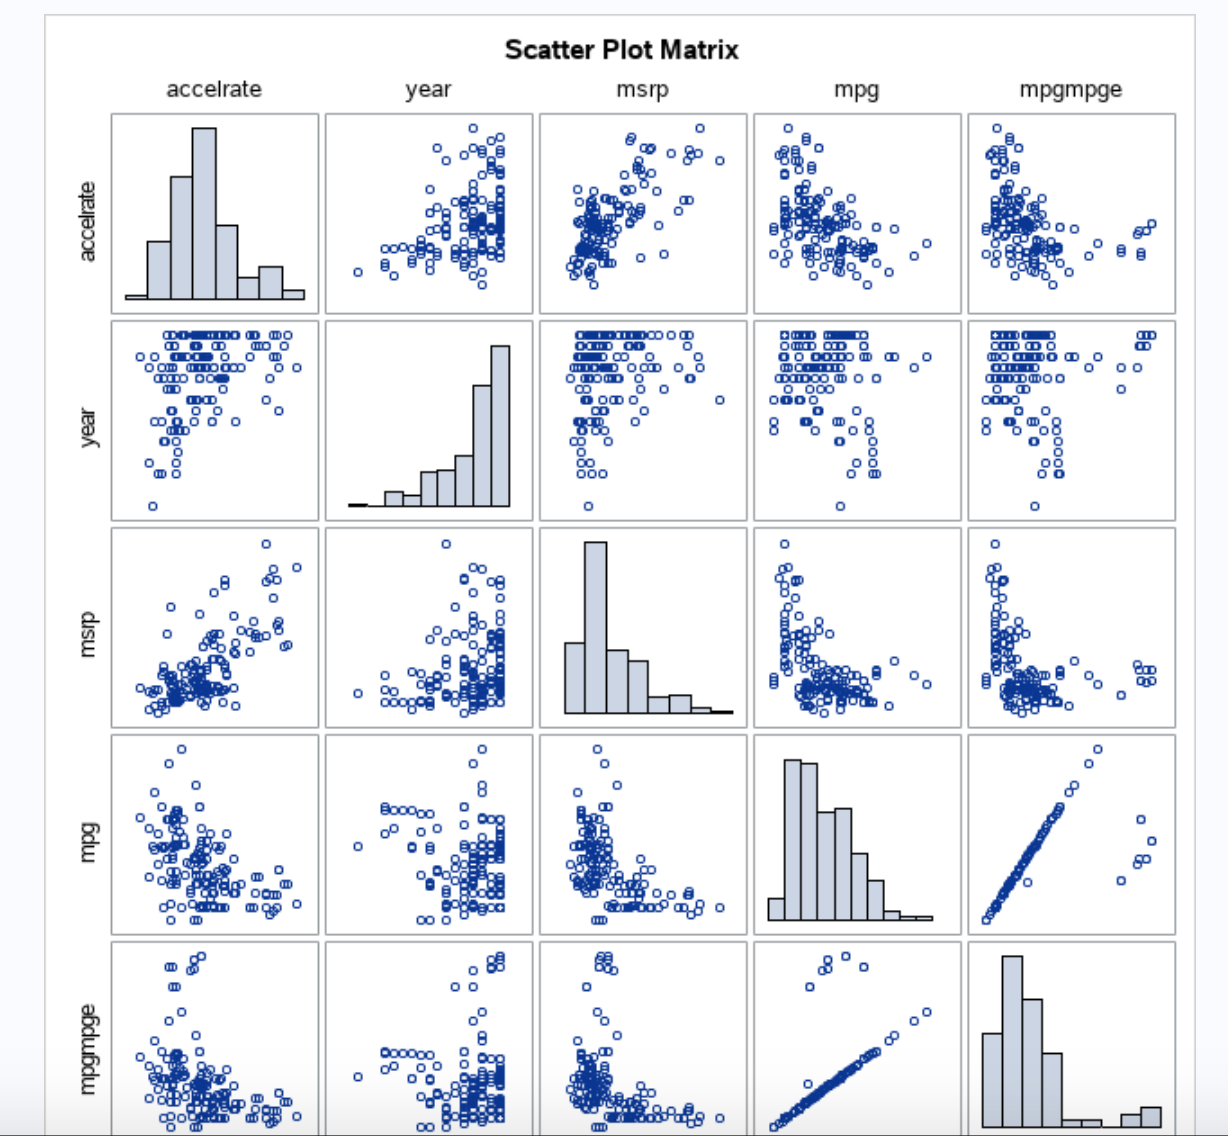 Scatter Plot Matrix
accelrate year msrp mpg mpgmpge
accelrate
year
msrp
mpg
mpgmpge